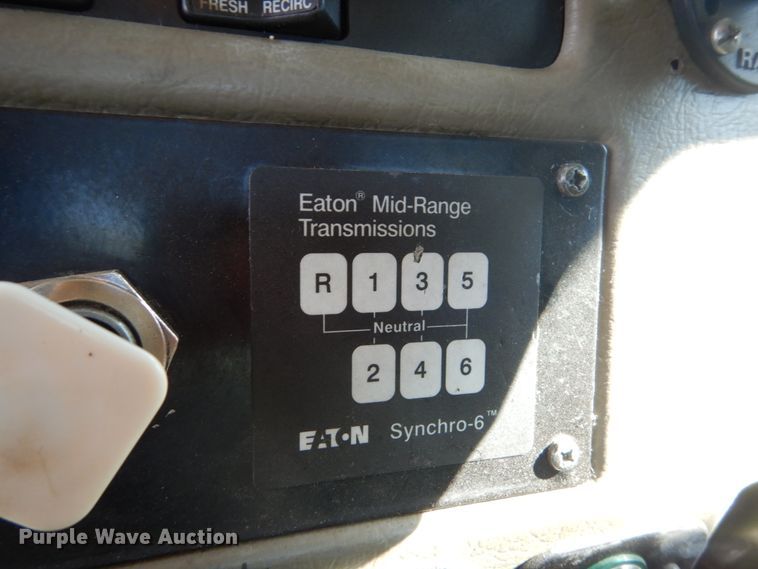 FRESH RECIRC
Eaton® Mid-Range
Transmissions
R 1 3 5
Neutral
2 4 6
EATON Synchro-6™
Purple Wave Auction